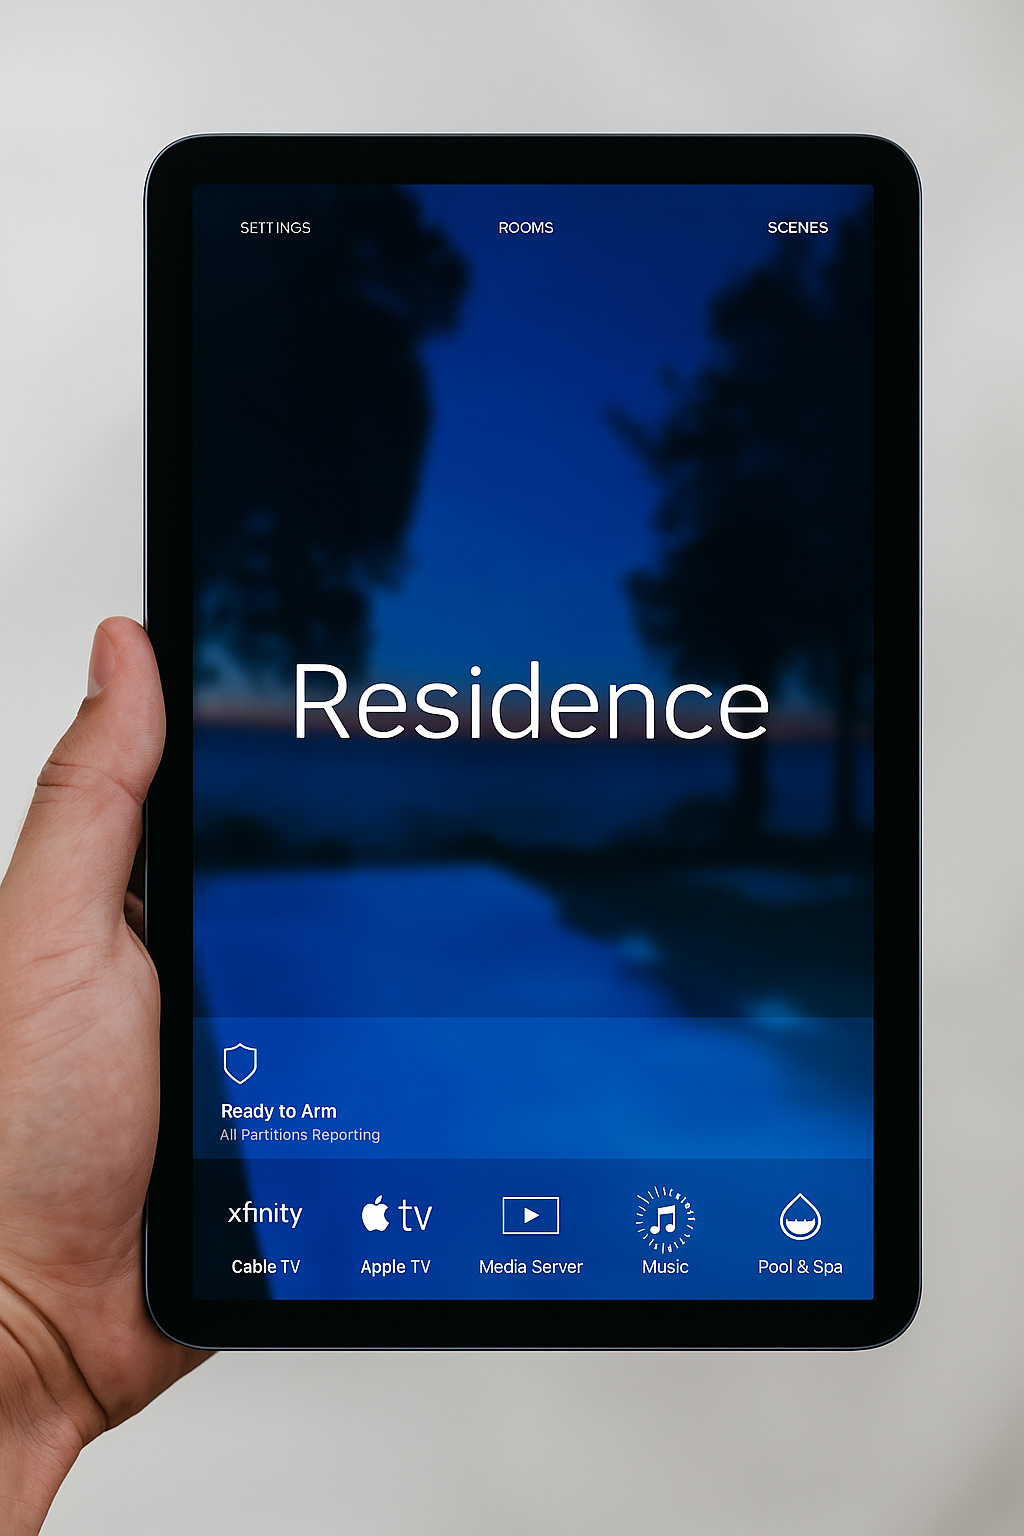 SETTINGS ROOMS SCENES
Residence
Ready to Arm
All Partitions Reporting
xfinity tv
Cable TV Apple TV Media Server Music Pool & Spa